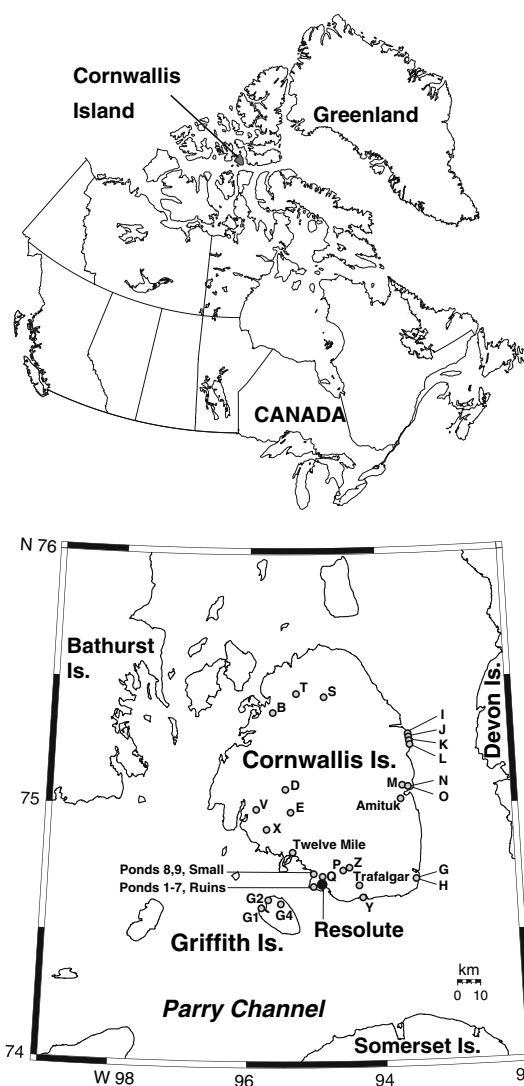 Cornwallis
Island
Greenland
CANADA
N 76
Bathurst
Is.
Devon Is.
T
S
B
I
J
K
L
Cornwallis Is.
D
M
N
O
75
Amituk
V
E
X
Twelve Mile
Ponds 8,9, Small
P
Z
Q
Trafalgar
G
H
Ponds 1-7, Ruins
G2
G4
G1
Y
Resolute
Griffith Is.
km
0 10
Parry Channel
Somerset Is.
74
W 98
96
94
9